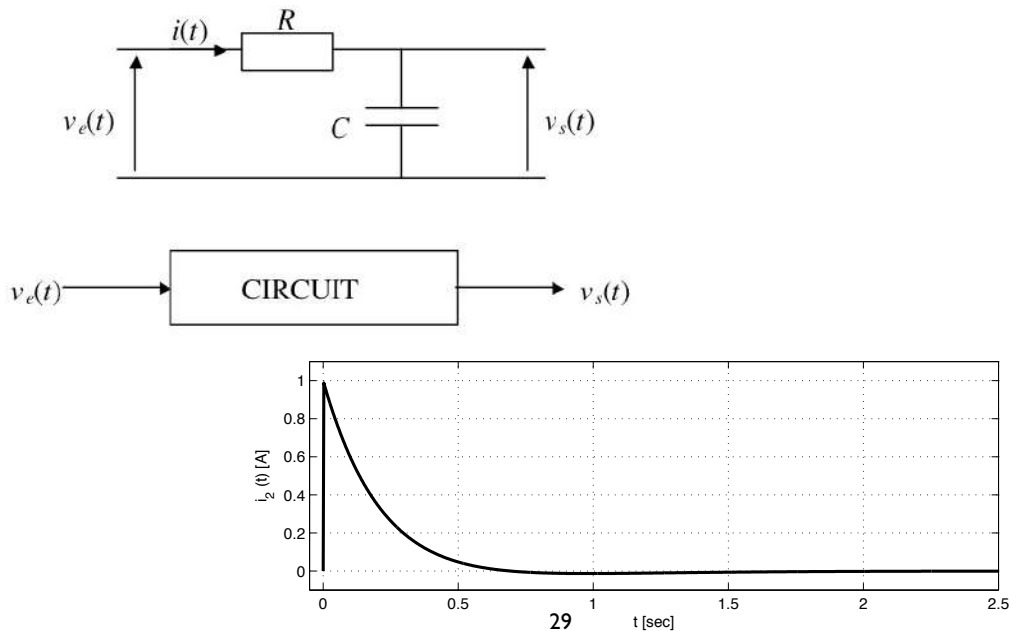 i(t) R
v_e(t) C v_s(t)
v_e(t) CIRCUIT v_s(t)
i_2 (t) [A]
1
0.8
0.6
0.4
0.2
0
0 0.5 1 1.5 2 2.5
29 t [sec]